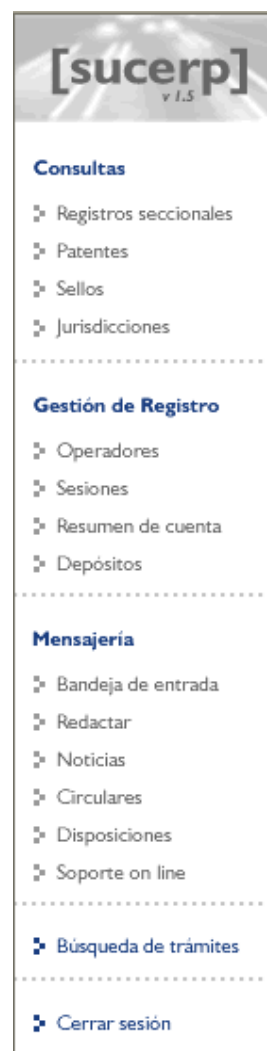 [sucerp]
v 1.5
Consultas
Registros seccionales
Patentes
Sellos
Jurisdicciones
Gestión de Registro
Operadores
Sesiones
Resumen de cuenta
Depósitos
Mensajería
Bandeja de entrada
Redactar
Noticias
Circulares
Disposiciones
Soporte on line
Búsqueda de trámites
Cerrar sesión